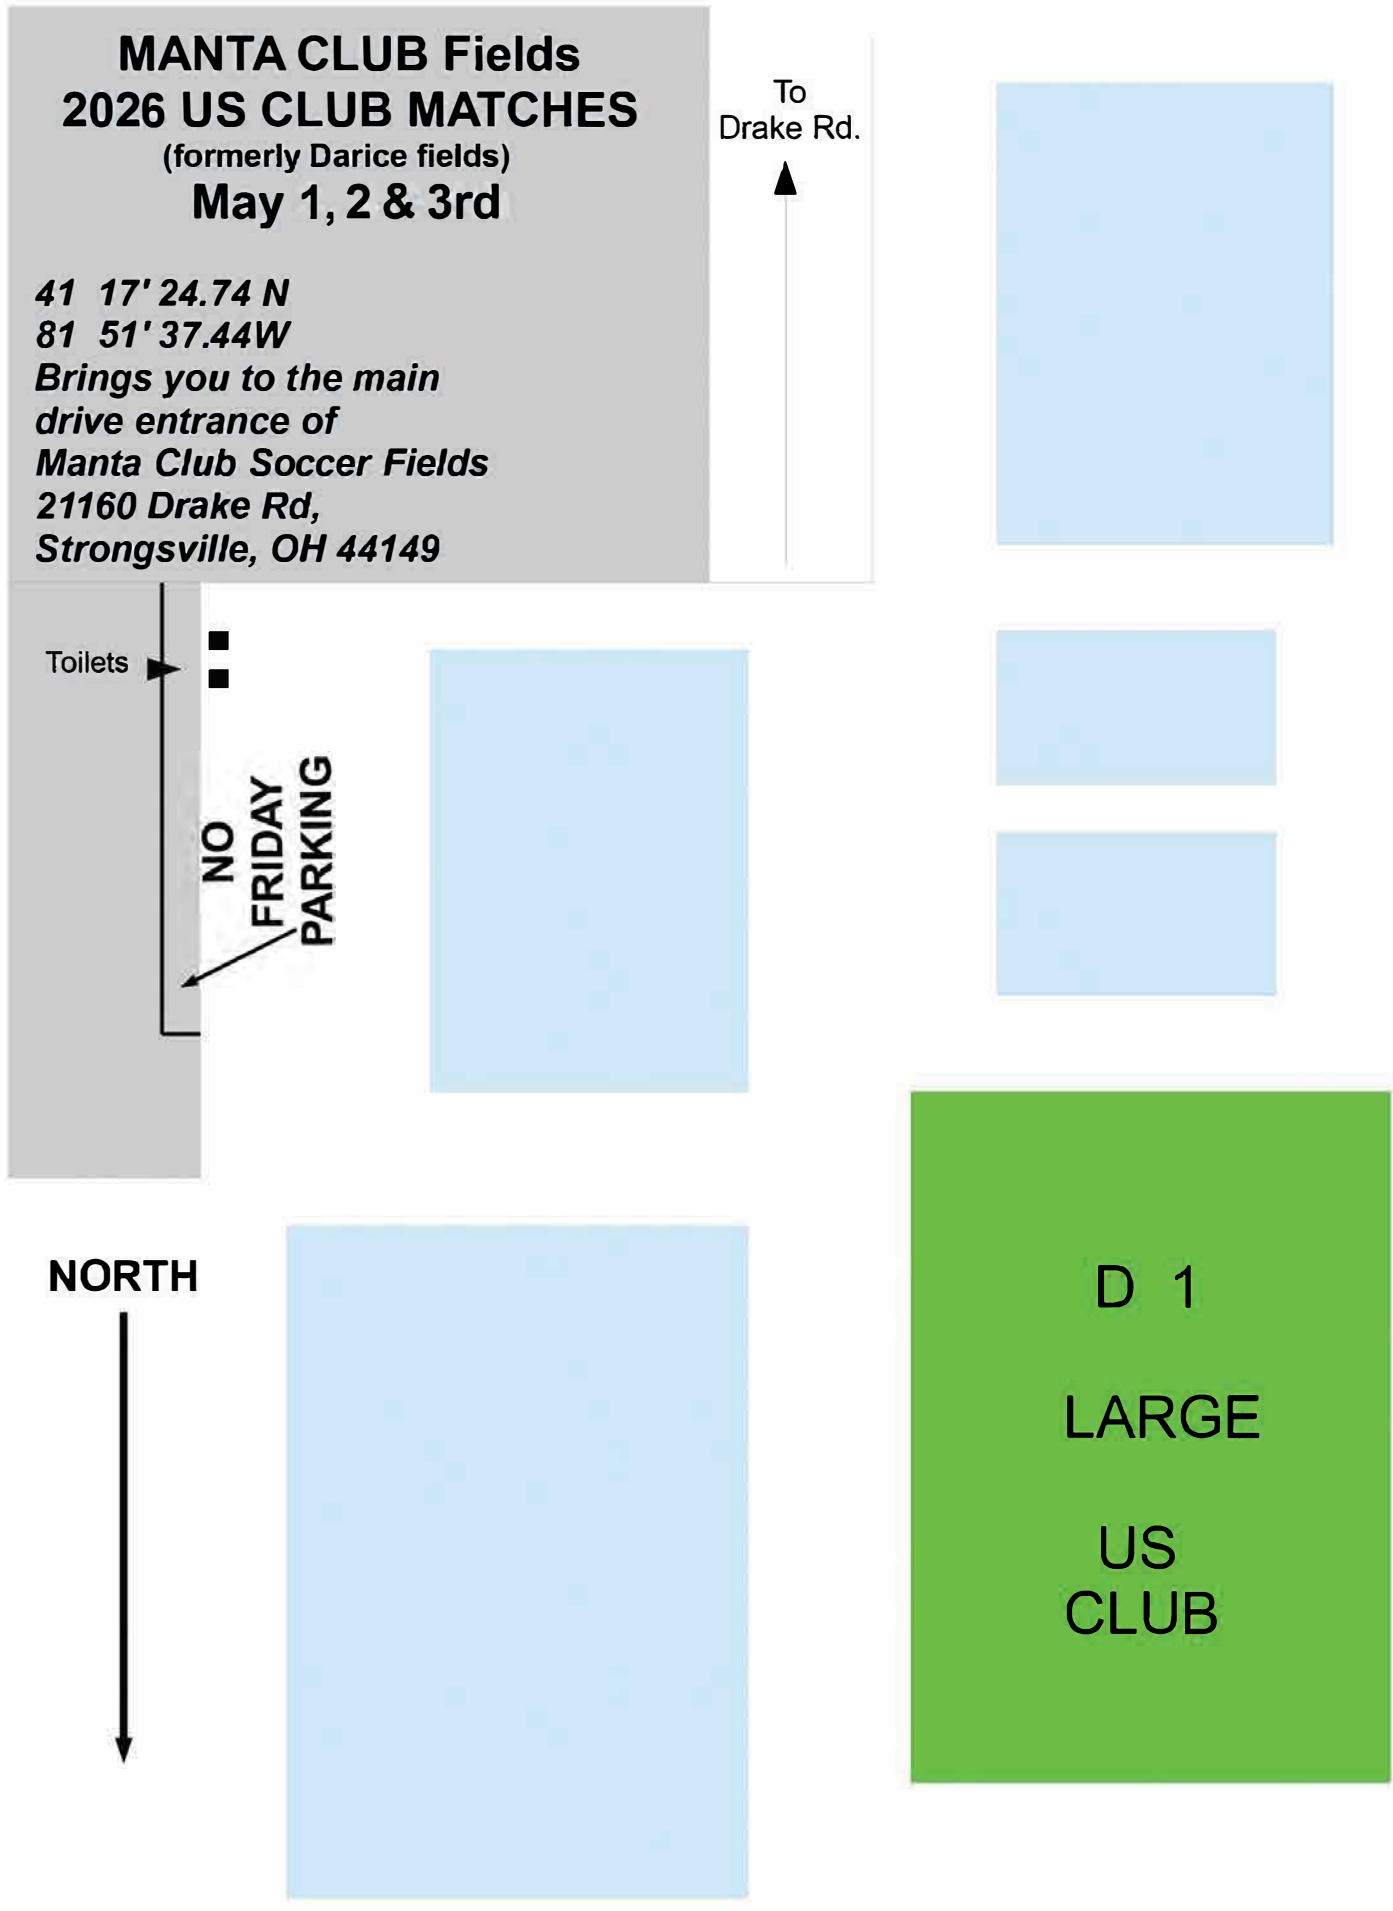 MANTA CLUB Fields
2026 US CLUB MATCHES
(formerly Darice fields)
May 1, 2 & 3rd
41 17' 24.74 N
81 51' 37.44W
Brings you to the main
drive entrance of
Manta Club Soccer Fields
21160 Drake Rd,
Strongsville, OH 44149
To
Drake Rd.
Toilets
NO
FRIDAY
PARKING
NORTH
D 1
LARGE
US
CLUB